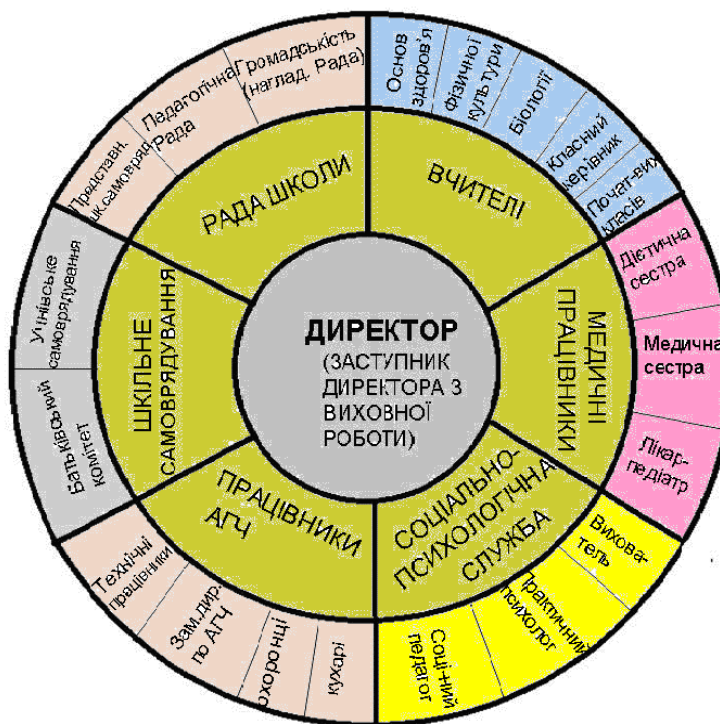 ДИРЕКТОР
(ЗАСТУПНИК
ДИРЕКТОРА З
ВИХОВНОЇ
РОБОТИ)
РАДА ШКОЛИ
ВЧИТЕЛІ
МЕДИЧНІ
ПРАЦІВНИКИ
СОЦІАЛЬНО-
ПСИХОЛОГІЧНА
СЛУЖБА
ПРАЦІВНИКИ
АГЧ
ШКІЛЬНЕ
САМОВРЯДУВАННЯ
Представн.
шк.самовряд
Педагогічна
Рада
Громадськість
(наглад. Рада)
Основ
здоров'я
Фізичної
культури
Біології
Класний
керівник
Почат-вих
класів
Дієтична
сестра
Медична
сестра
Лікар-
педіатр
Вихова-
тель
Практичний
психолог
Соці-ний
педагог
кухарі
охоронці
Зам.дир.
по АГЧ
Технічні
працівники
Батьківський
комітет
Учнівське
самоврядування